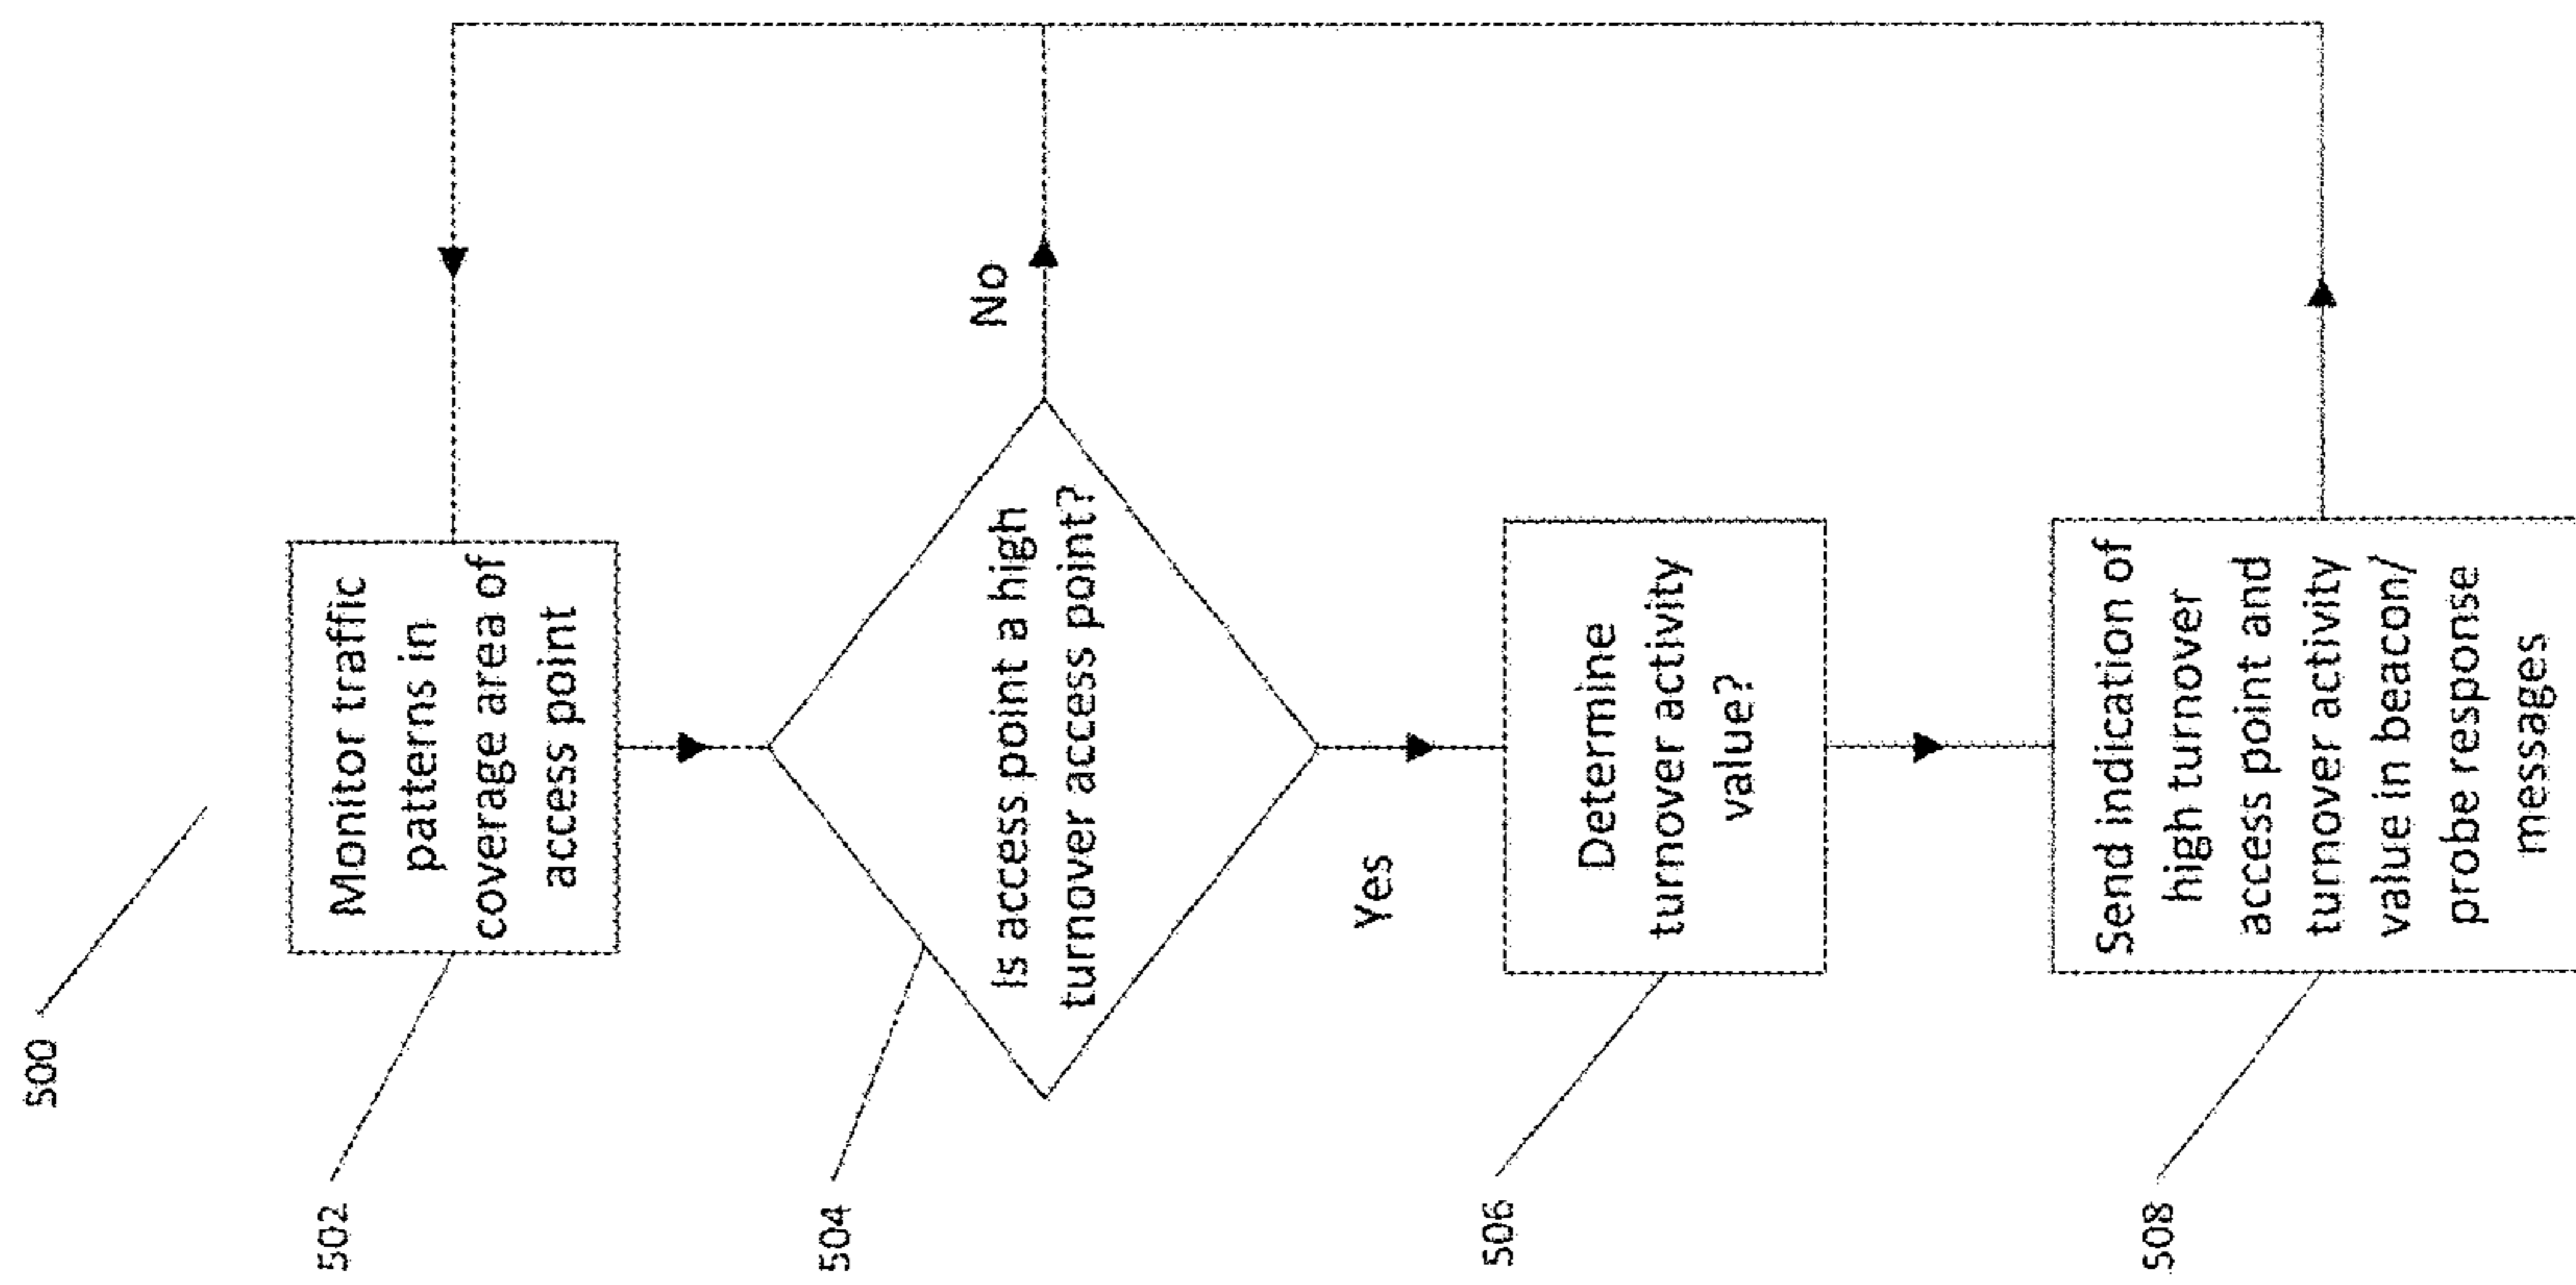 500
502
Monitor traffic
patterns in
coverage area of
access point
504
Is access point a high
turnover access point?
No
Yes
506
Determine
turnover activity
value?
508
Send indication of
high turnover
access point and
turnover activity
value in beacon/
probe response
messages